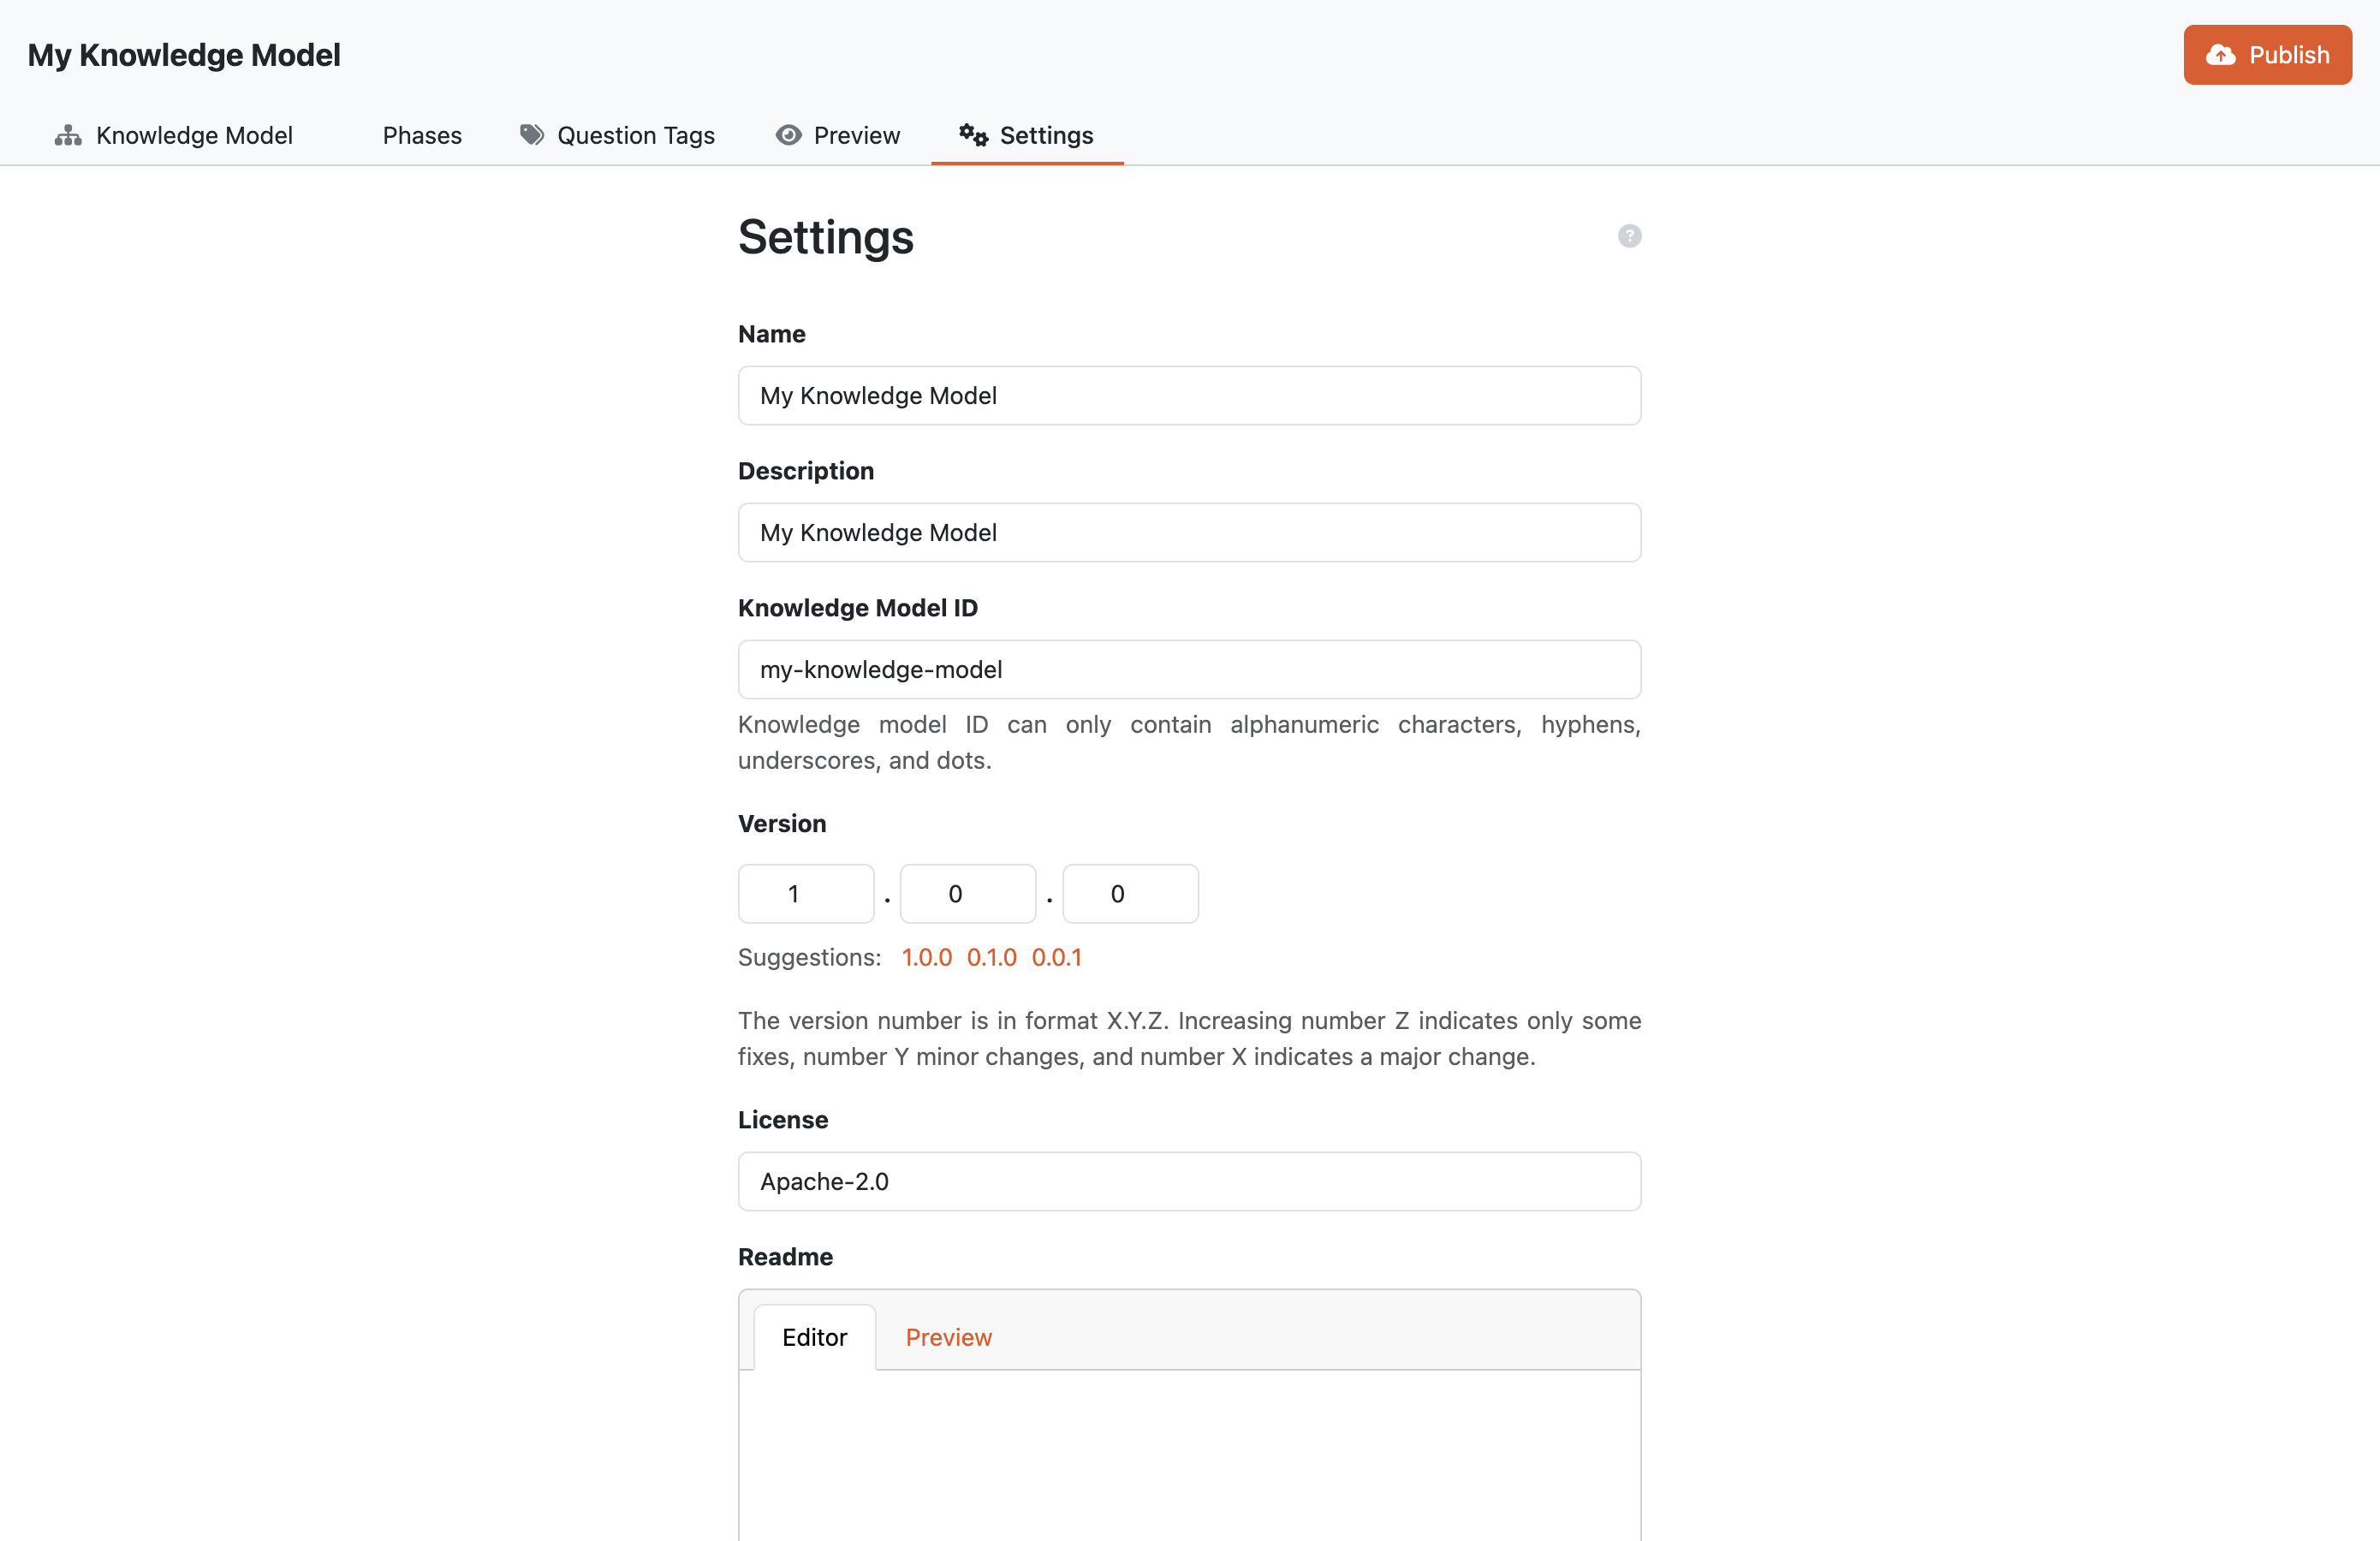 My Knowledge Model
Publish
Knowledge Model Phases Question Tags Preview Settings
Settings
?
Name
My Knowledge Model
Description
My Knowledge Model
Knowledge Model ID
my-knowledge-model
Knowledge model ID can only contain alphanumeric characters, hyphens,
underscores, and dots.
Version
1 . 0 . 0
Suggestions: 1.0.0 0.1.0 0.0.1
The version number is in format X.Y.Z. Increasing number Z indicates only some
fixes, number Y minor changes, and number X indicates a major change.
License
Apache-2.0
Readme
Editor Preview